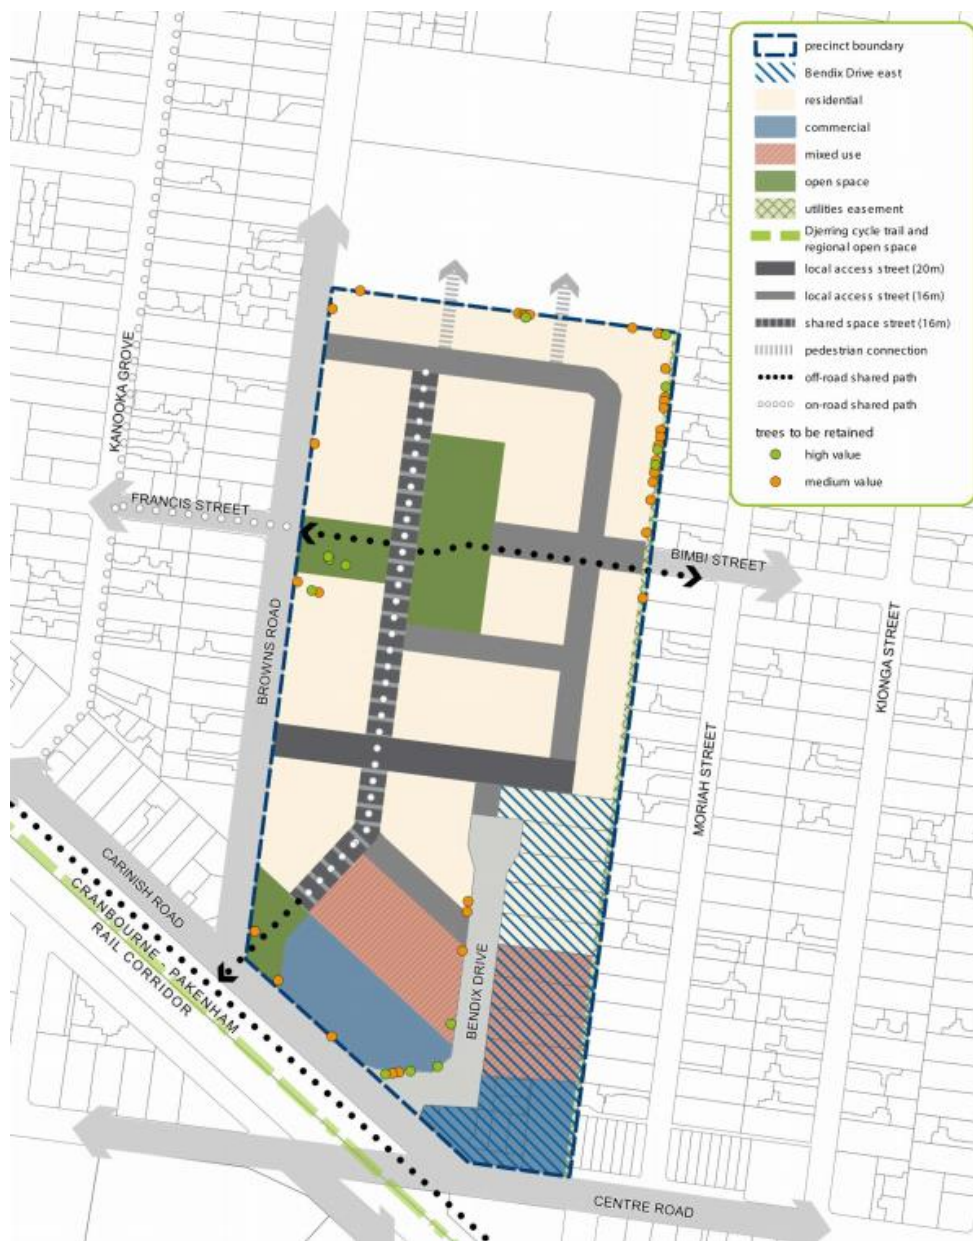 precinct boundary
Bendix Drive east
residential
commercial
mixed use
open space
utilities easement
Djerring cycle trail and
regional open space
local access street (20m)
local access street (16m)
shared space street (16m)
pedestrian connection
off-road shared path
on-road shared path
trees to be retained
high value
medium value
KANOOKA GROVE
FRANCIS STREET
BIMBI STREET
BROWNS ROAD
KIONGA STREET
MORIAH STREET
CARINISH ROAD
CRANBOURNE - PAKENHAM
RAIL CORRIDOR
BENDIX DRIVE
CENTRE ROAD